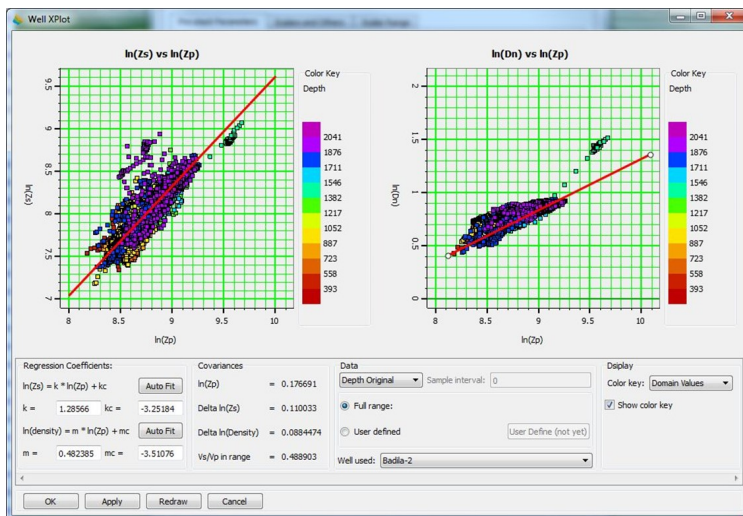 Well XPlot
ln(Zs) vs ln(Zp)
ln(Dn) vs ln(Zp)
Color Key
Depth
2041
1876
1711
1546
1382
1217
1052
887
723
558
393
Color Key
Depth
2041
1876
1711
1546
1382
1217
1052
887
723
558
393
ln(Zs)
9.5
9
8.5
8
7.5
7
8 8.5 9 9.5 10
ln(Zp)
ln(Dn)
2
1.5
1
0.5
0
8 8.5 9 9.5 10
ln(Zp)
Regression Coefficients:
ln(Zs) = k * ln(Zp) + kc Auto Fit
k = 1.28566 kc = -3.25184
ln(density) = m * ln(Zp) + mc Auto Fit
m = 0.482385 mc = -3.51076
Covariances
ln(Zp) = 0.176691
Delta ln(Zs) = 0.110033
Delta ln(Density) = 0.0884474
Vs/Vp in range = 0.488903
Data
Depth Original Sample interval: 0
Full range:
User defined User Define (not yet)
Well used: Badila-2
Dsiplay
Color key: Domain Values
Show color key
OK Apply Redraw Cancel